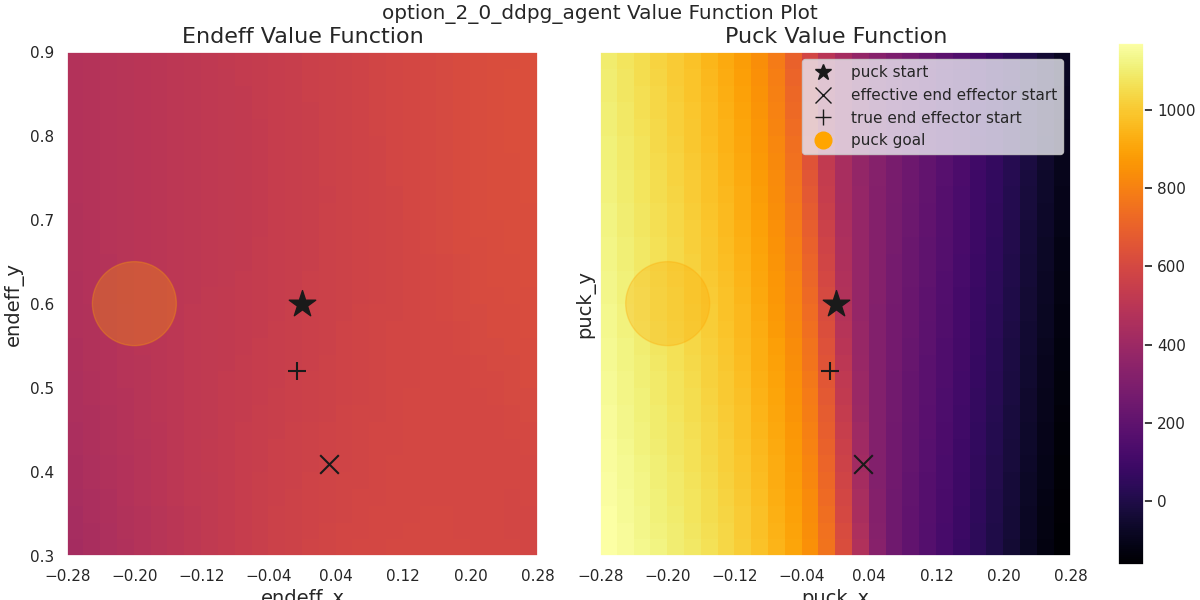 option_2_0_ddpg_agent Value Function Plot
Endeff Value Function
Puck Value Function
0.9
0.8
0.7
0.6
0.5
0.4
0.3
endeff_y
−0.28 −0.20 −0.12 −0.04 0.04 0.12 0.20 0.28
endeff_x
puck_y
puck start
effective end effector start
true end effector start
puck goal
−0.28 −0.20 −0.12 −0.04 0.04 0.12 0.20 0.28
puck_x
1000
800
600
400
200
0